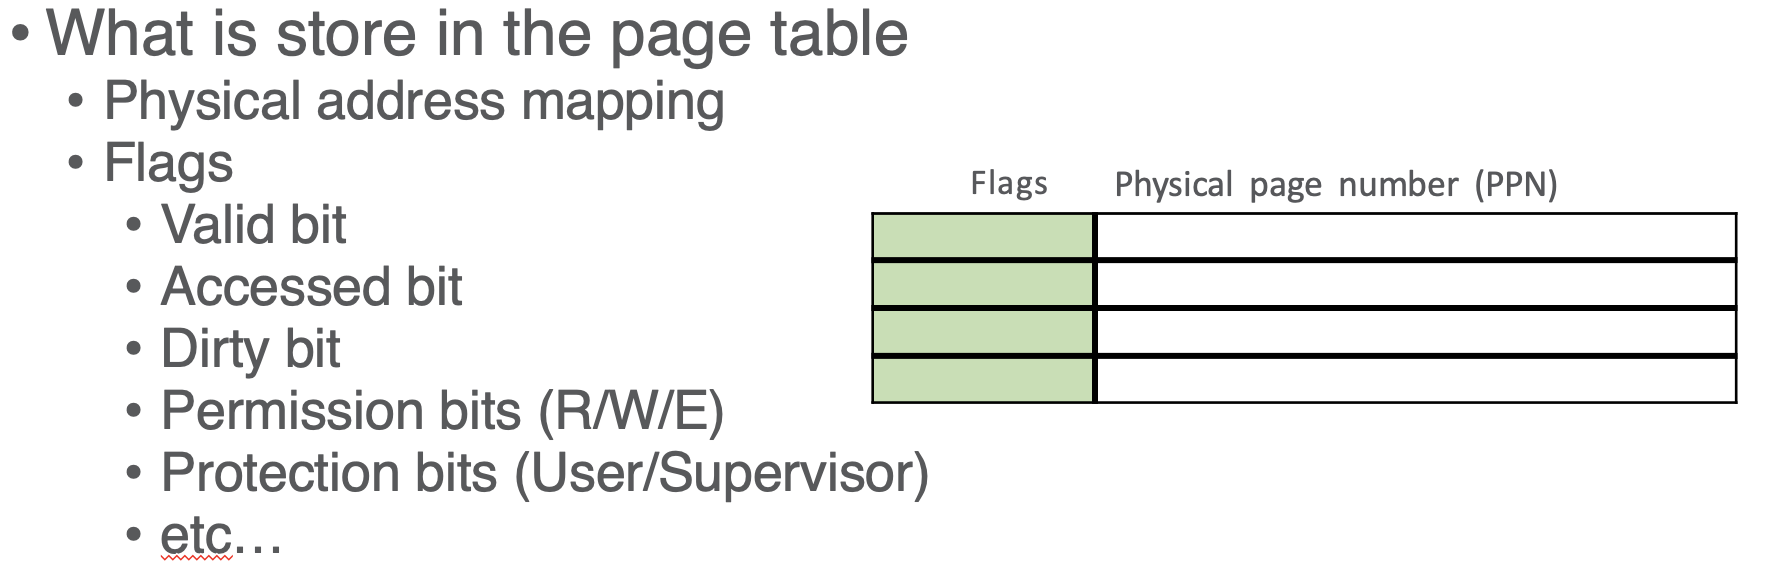 • What is store in the page table
• Physical address mapping
• Flags
• Valid bit
• Accessed bit
• Dirty bit
• Permission bits (R/W/E)
• Protection bits (User/Supervisor)
• etc...
Flags Physical page number (PPN)